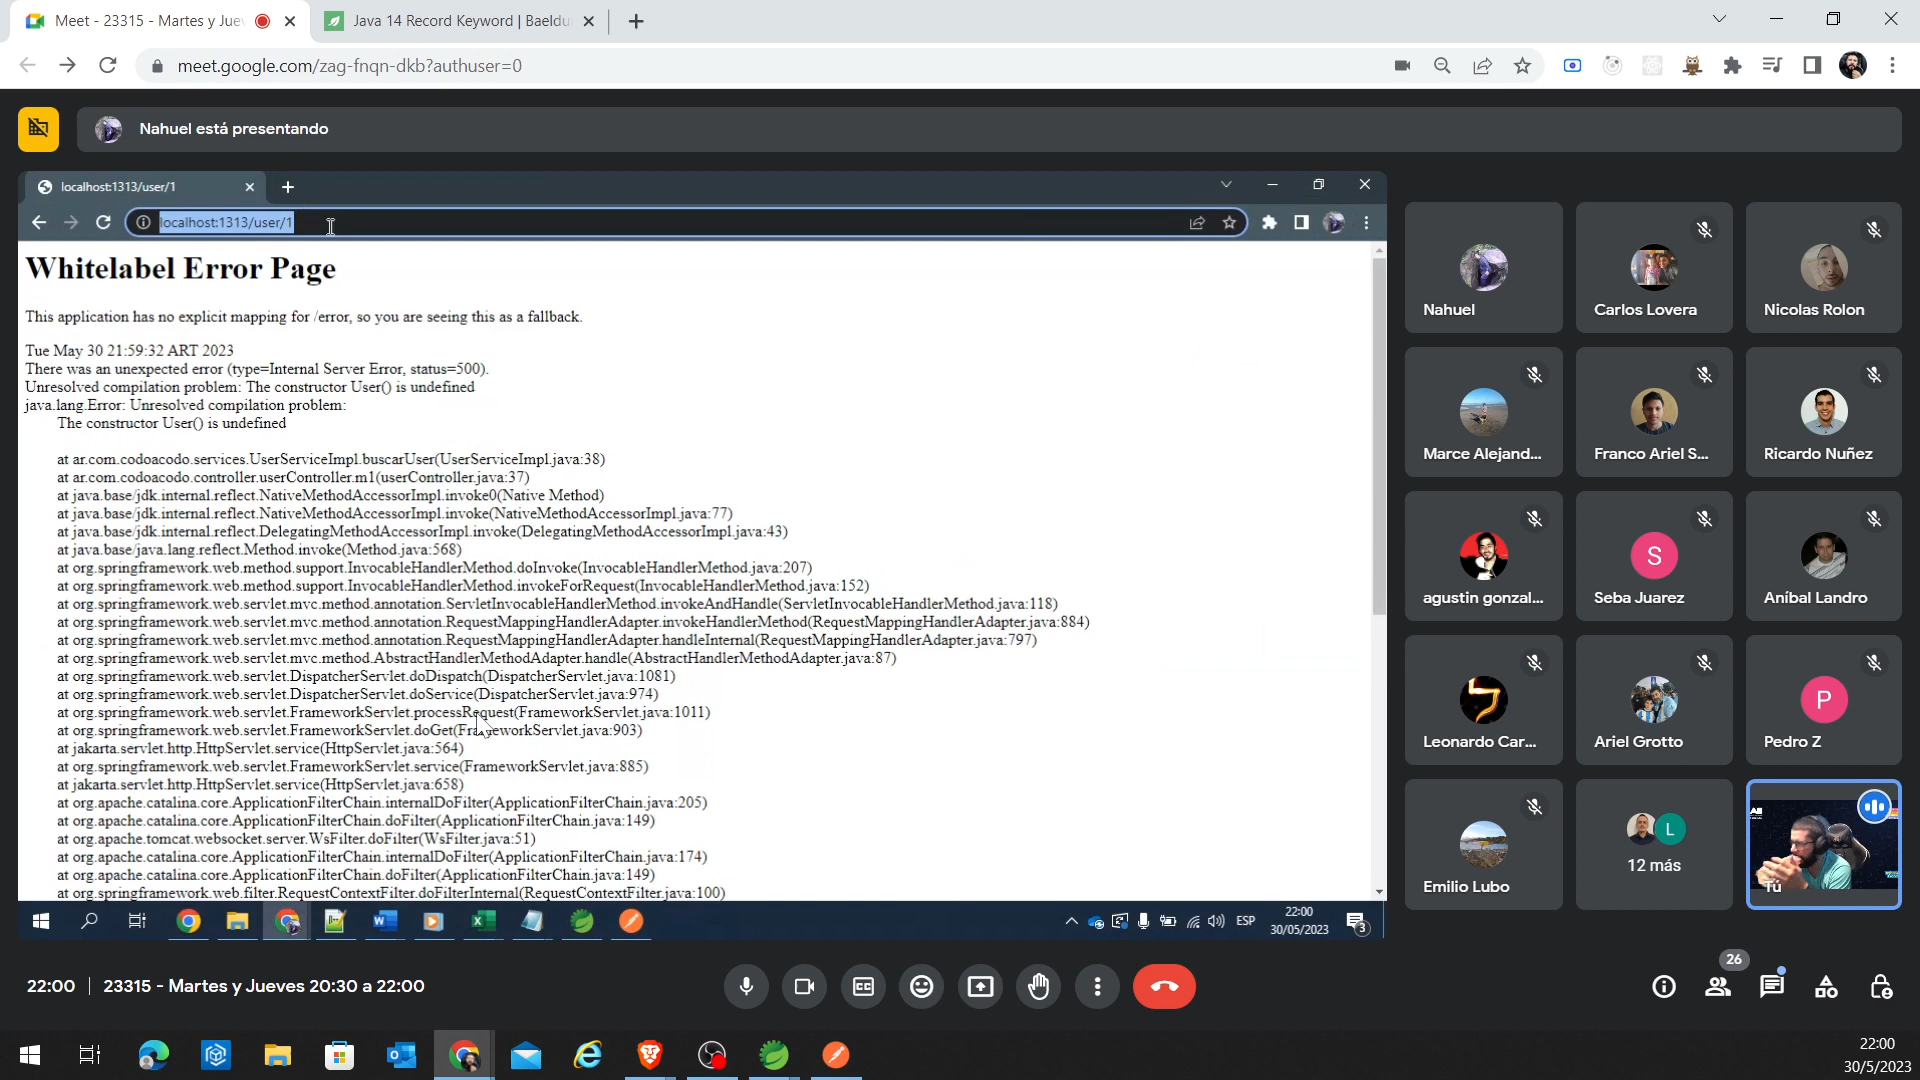 Meet - 23315 - Martes y Juev
Java 14 Record Keyword | Baeldu
meet.google.com/zag-fnqn-dkb?authuser=0
Nahuel está presentando
localhost:1313/user/1
localhost:1313/user/1
Whitelabel Error Page
This application has no explicit mapping for /error, so you are seeing this as a fallback.
Tue May 30 21:59:32 ART 2023
There was an unexpected error (type=Internal Server Error, status=500).
Unresolved compilation problem: The constructor User() is undefined
java.lang.Error: Unresolved compilation problem:
The constructor User() is undefined
at ar.com.codoacodo.services.UserServiceImpl.buscarUser(UserServiceImpl.java:38)
at ar.com.codoacodo.controller.userController.m1(userController.java:37)
at java.base/jdk.internal.reflect.NativeMethodAccessorImpl.invoke0(Native Method)
at java.base/jdk.internal.reflect.NativeMethodAccessorImpl.invoke(NativeMethodAccessorImpl.java:77)
at java.base/jdk.internal.reflect.DelegatingMethodAccessorImpl.invoke(DelegatingMethodAccessorImpl.java:43)
at java.base/java.lang.reflect.Method.invoke(Method.java:568)
at org.springframework.web.method.support.InvocableHandlerMethod.doInvoke(InvocableHandlerMethod.java:207)
at org.springframework.web.method.support.InvocableHandlerMethod.invokeForRequest(InvocableHandlerMethod.java:152)
at org.springframework.web.servlet.mvc.method.annotation.ServletInvocableHandlerMethod.invokeAndHandle(ServletInvocableHandlerMethod.java:118)
at org.springframework.web.servlet.mvc.method.annotation.RequestMappingHandlerAdapter.invokeHandlerMethod(RequestMappingHandlerAdapter.java:884)
at org.springframework.web.servlet.mvc.method.annotation.RequestMappingHandlerAdapter.handleInternal(RequestMappingHandlerAdapter.java:797)
at org.springframework.web.servlet.mvc.method.AbstractHandlerMethodAdapter.handle(AbstractHandlerMethodAdapter.java:87)
at org.springframework.web.servlet.DispatcherServlet.doDispatch(DispatcherServlet.java:1081)
at org.springframework.web.servlet.DispatcherServlet.doService(DispatcherServlet.java:974)
at org.springframework.web.servlet.FrameworkServlet.processRequest(FrameworkServlet.java:1011)
at org.springframework.web.servlet.FrameworkServlet.doGet(FrameworkServlet.java:903)
at jakarta.servlet.http.HttpServlet.service(HttpServlet.java:564)
at org.springframework.web.servlet.FrameworkServlet.service(FrameworkServlet.java:885)
at jakarta.servlet.http.HttpServlet.service(HttpServlet.java:658)
at org.apache.catalina.core.ApplicationFilterChain.internalDoFilter(ApplicationFilterChain.java:205)
at org.apache.catalina.core.ApplicationFilterChain.doFilter(ApplicationFilterChain.java:149)
at org.apache.tomcat.websocket.server.WsFilter.doFilter(WsFilter.java:51)
at org.apache.catalina.core.ApplicationFilterChain.internalDoFilter(ApplicationFilterChain.java:174)
at org.apache.catalina.core.ApplicationFilterChain.doFilter(ApplicationFilterChain.java:149)
at org.springframework.web.filter.RequestContextFilter.doFilterInternal(RequestContextFilter.java:100)
ESP
22:00
30/05/2023
3
Nahuel
Carlos Lovera
Nicolas Rolon
Marce Alejand...
Franco Ariel S...
Ricardo Nuñez
agustin gonzal...
S
Seba Juarez
Aníbal Landro
Leonardo Car...
Ariel Grotto
P
Pedro Z
Emilio Lubo
L
12 más
Tú
22:00 | 23315 - Martes y Jueves 20:30 a 22:00
26
22:00
30/5/2023